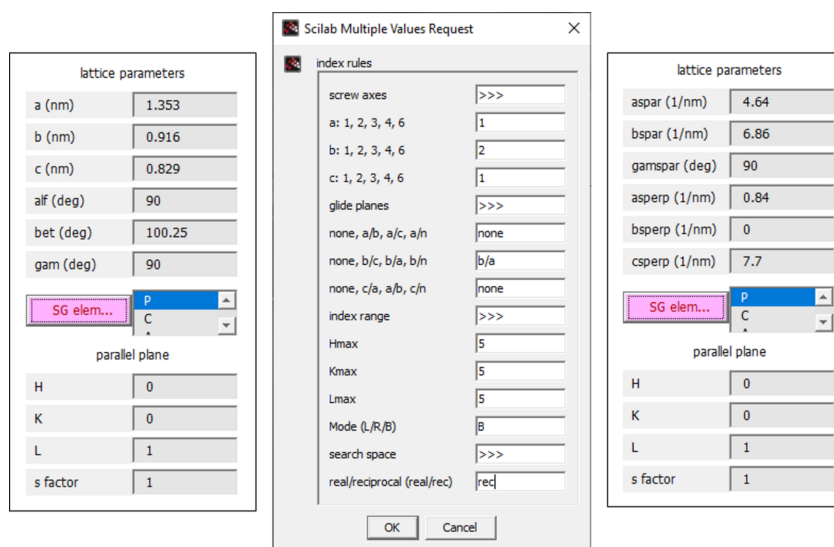 lattice parameters
a (nm) 1.353
b (nm) 0.916
c (nm) 0.829
alf (deg) 90
bet (deg) 100.25
gam (deg) 90
SG elem... P
C
parallel plane
H 0
K 0
L 1
s factor 1
Scilab Multiple Values Request
index rules
screw axes >>>
a: 1, 2, 3, 4, 6 1
b: 1, 2, 3, 4, 6 2
c: 1, 2, 3, 4, 6 1
glide planes >>>
none, a/b, a/c, a/n none
none, b/c, b/a, b/n b/a
none, c/a, a/b, c/n none
index range >>>
Hmax 5
Kmax 5
Lmax 5
Mode (L/R/B) B
search space >>>
real/reciprocal (real/rec) rec
OK Cancel
lattice parameters
aspar (1/nm) 4.64
bspar (1/nm) 6.86
gamspar (deg) 90
asperp (1/nm) 0.84
bsperp (1/nm) 0
csperp (1/nm) 7.7
SG elem... P
C
parallel plane
H 0
K 0
L 1
s factor 1